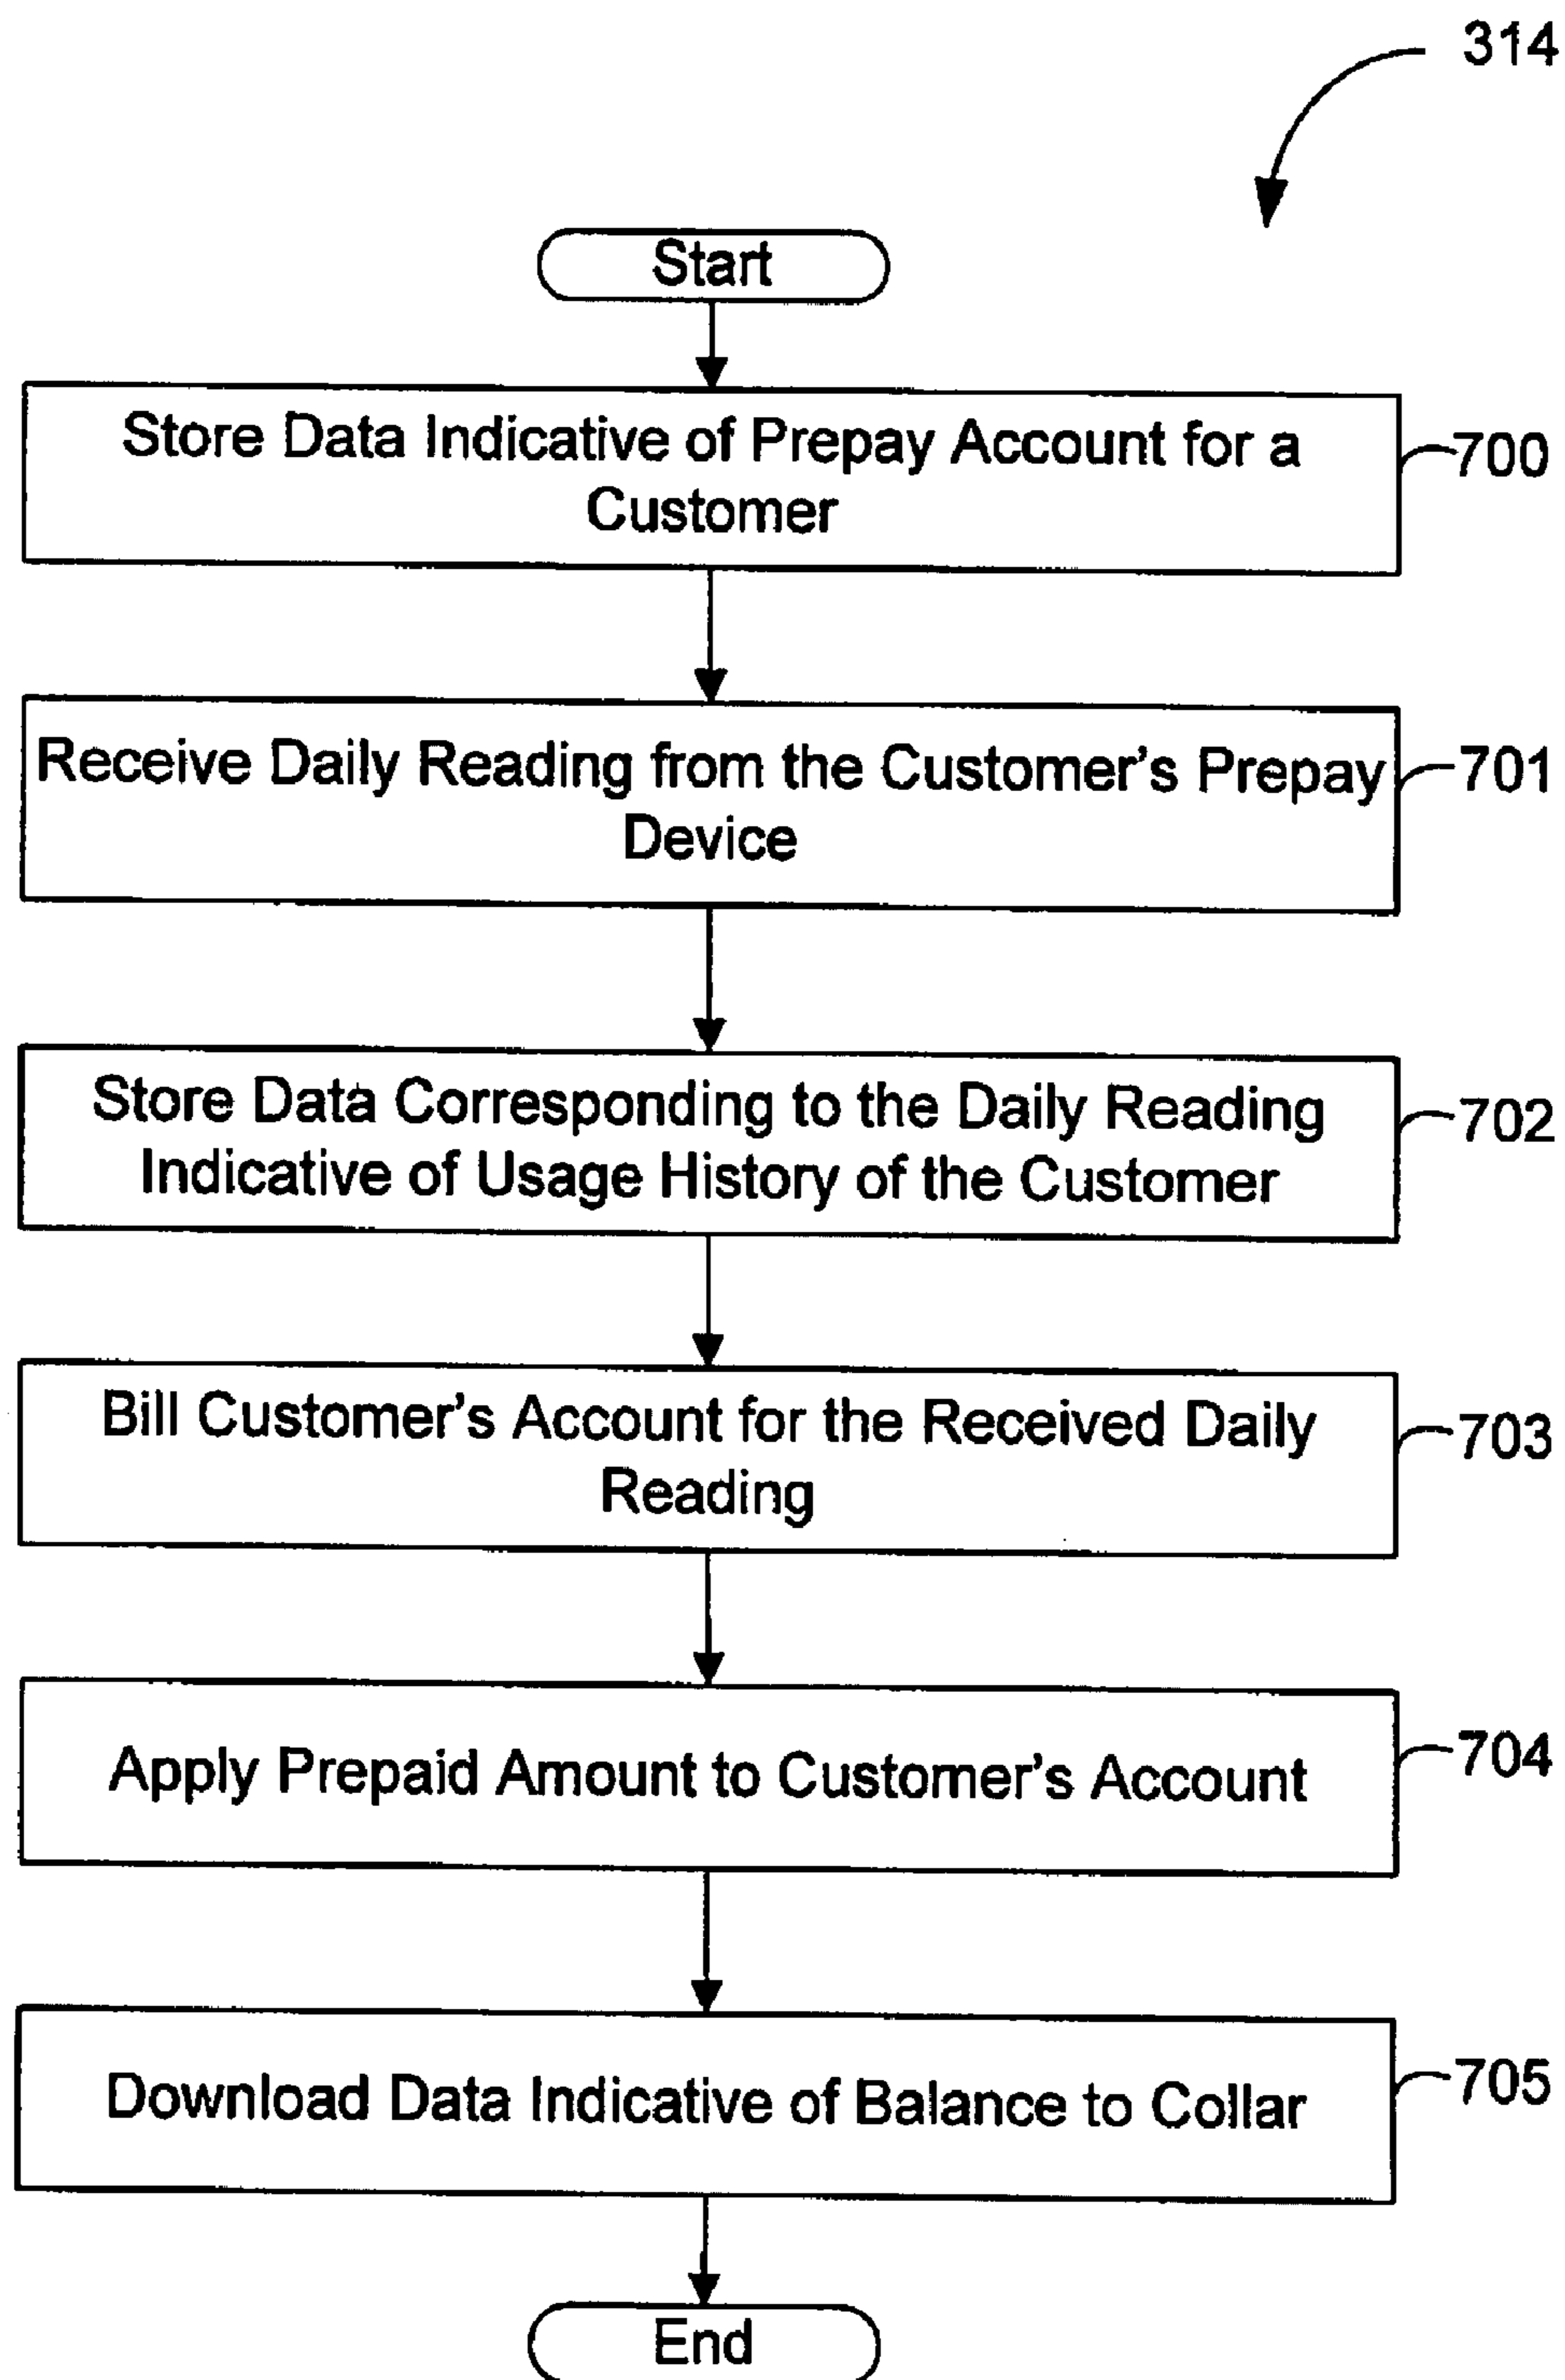 314
Start
Store Data Indicative of Prepay Account for a
Customer
700
Receive Daily Reading from the Customer's Prepay
Device
701
Store Data Corresponding to the Daily Reading
Indicative of Usage History of the Customer
702
Bill Customer's Account for the Received Daily
Reading
703
Apply Prepaid Amount to Customer's Account
704
Download Data Indicative of Balance to Collar
705
End